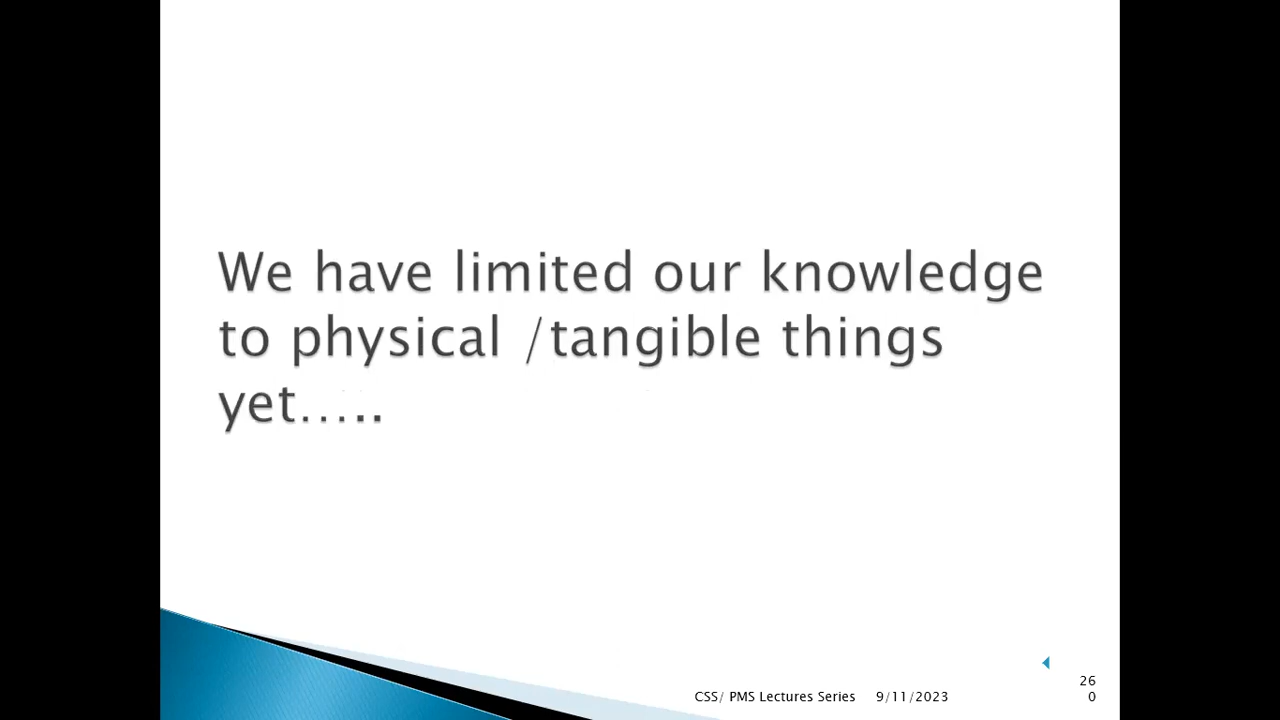 We have limited our knowledge
to physical /tangible things
yet…..
CSS/ PMS Lectures Series 9/11/2023
26
0